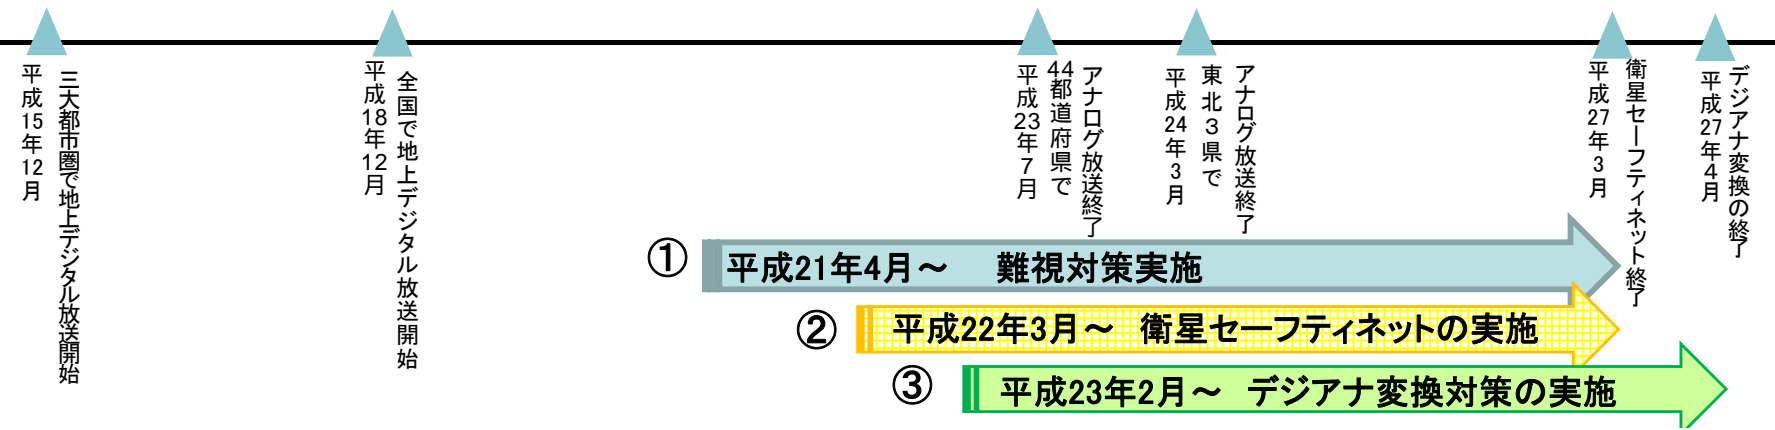 平成15年12月
三大都市圏で地上デジタル放送開始
平成18年12月
全国で地上デジタル放送開始
平成23年7月
44都道府県で
アナログ放送終了
平成24年3月
東北3県で
アナログ放送終了
平成27年3月
衛星セーフティネット終了
平成27年4月
デジアナ変換の終了
① 平成21年4月～　難視対策実施
② 平成22年3月～　衛星セーフティネットの実施
③ 平成23年2月～　デジアナ変換対策の実施